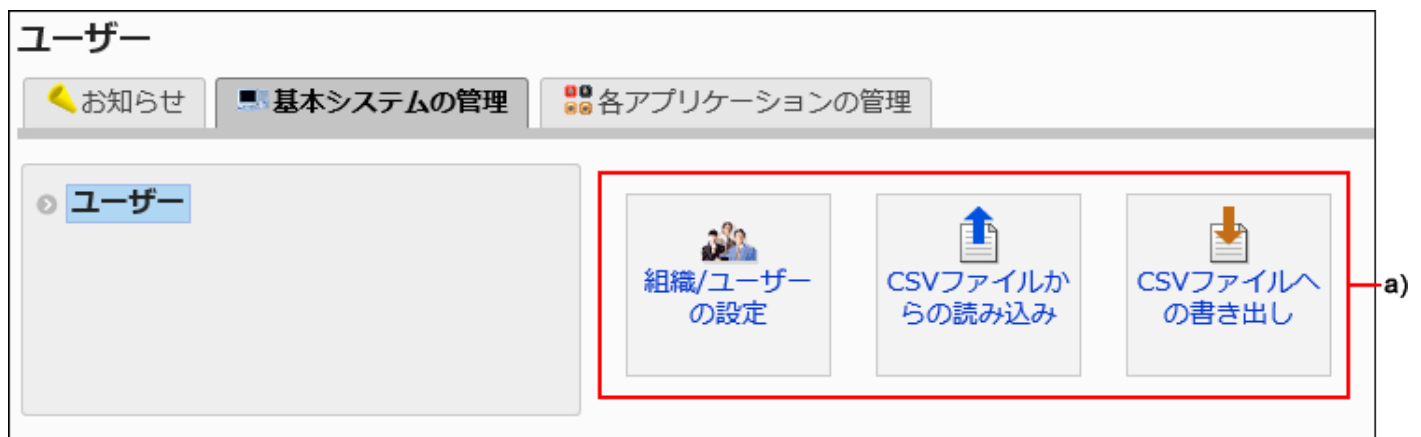 ユーザー
お知らせ 基本システムの管理 各アプリケーションの管理
ユーザー
組織/ユーザー
の設定
CSVファイルか
らの読み込み
CSVファイルへ
の書き出し
a)